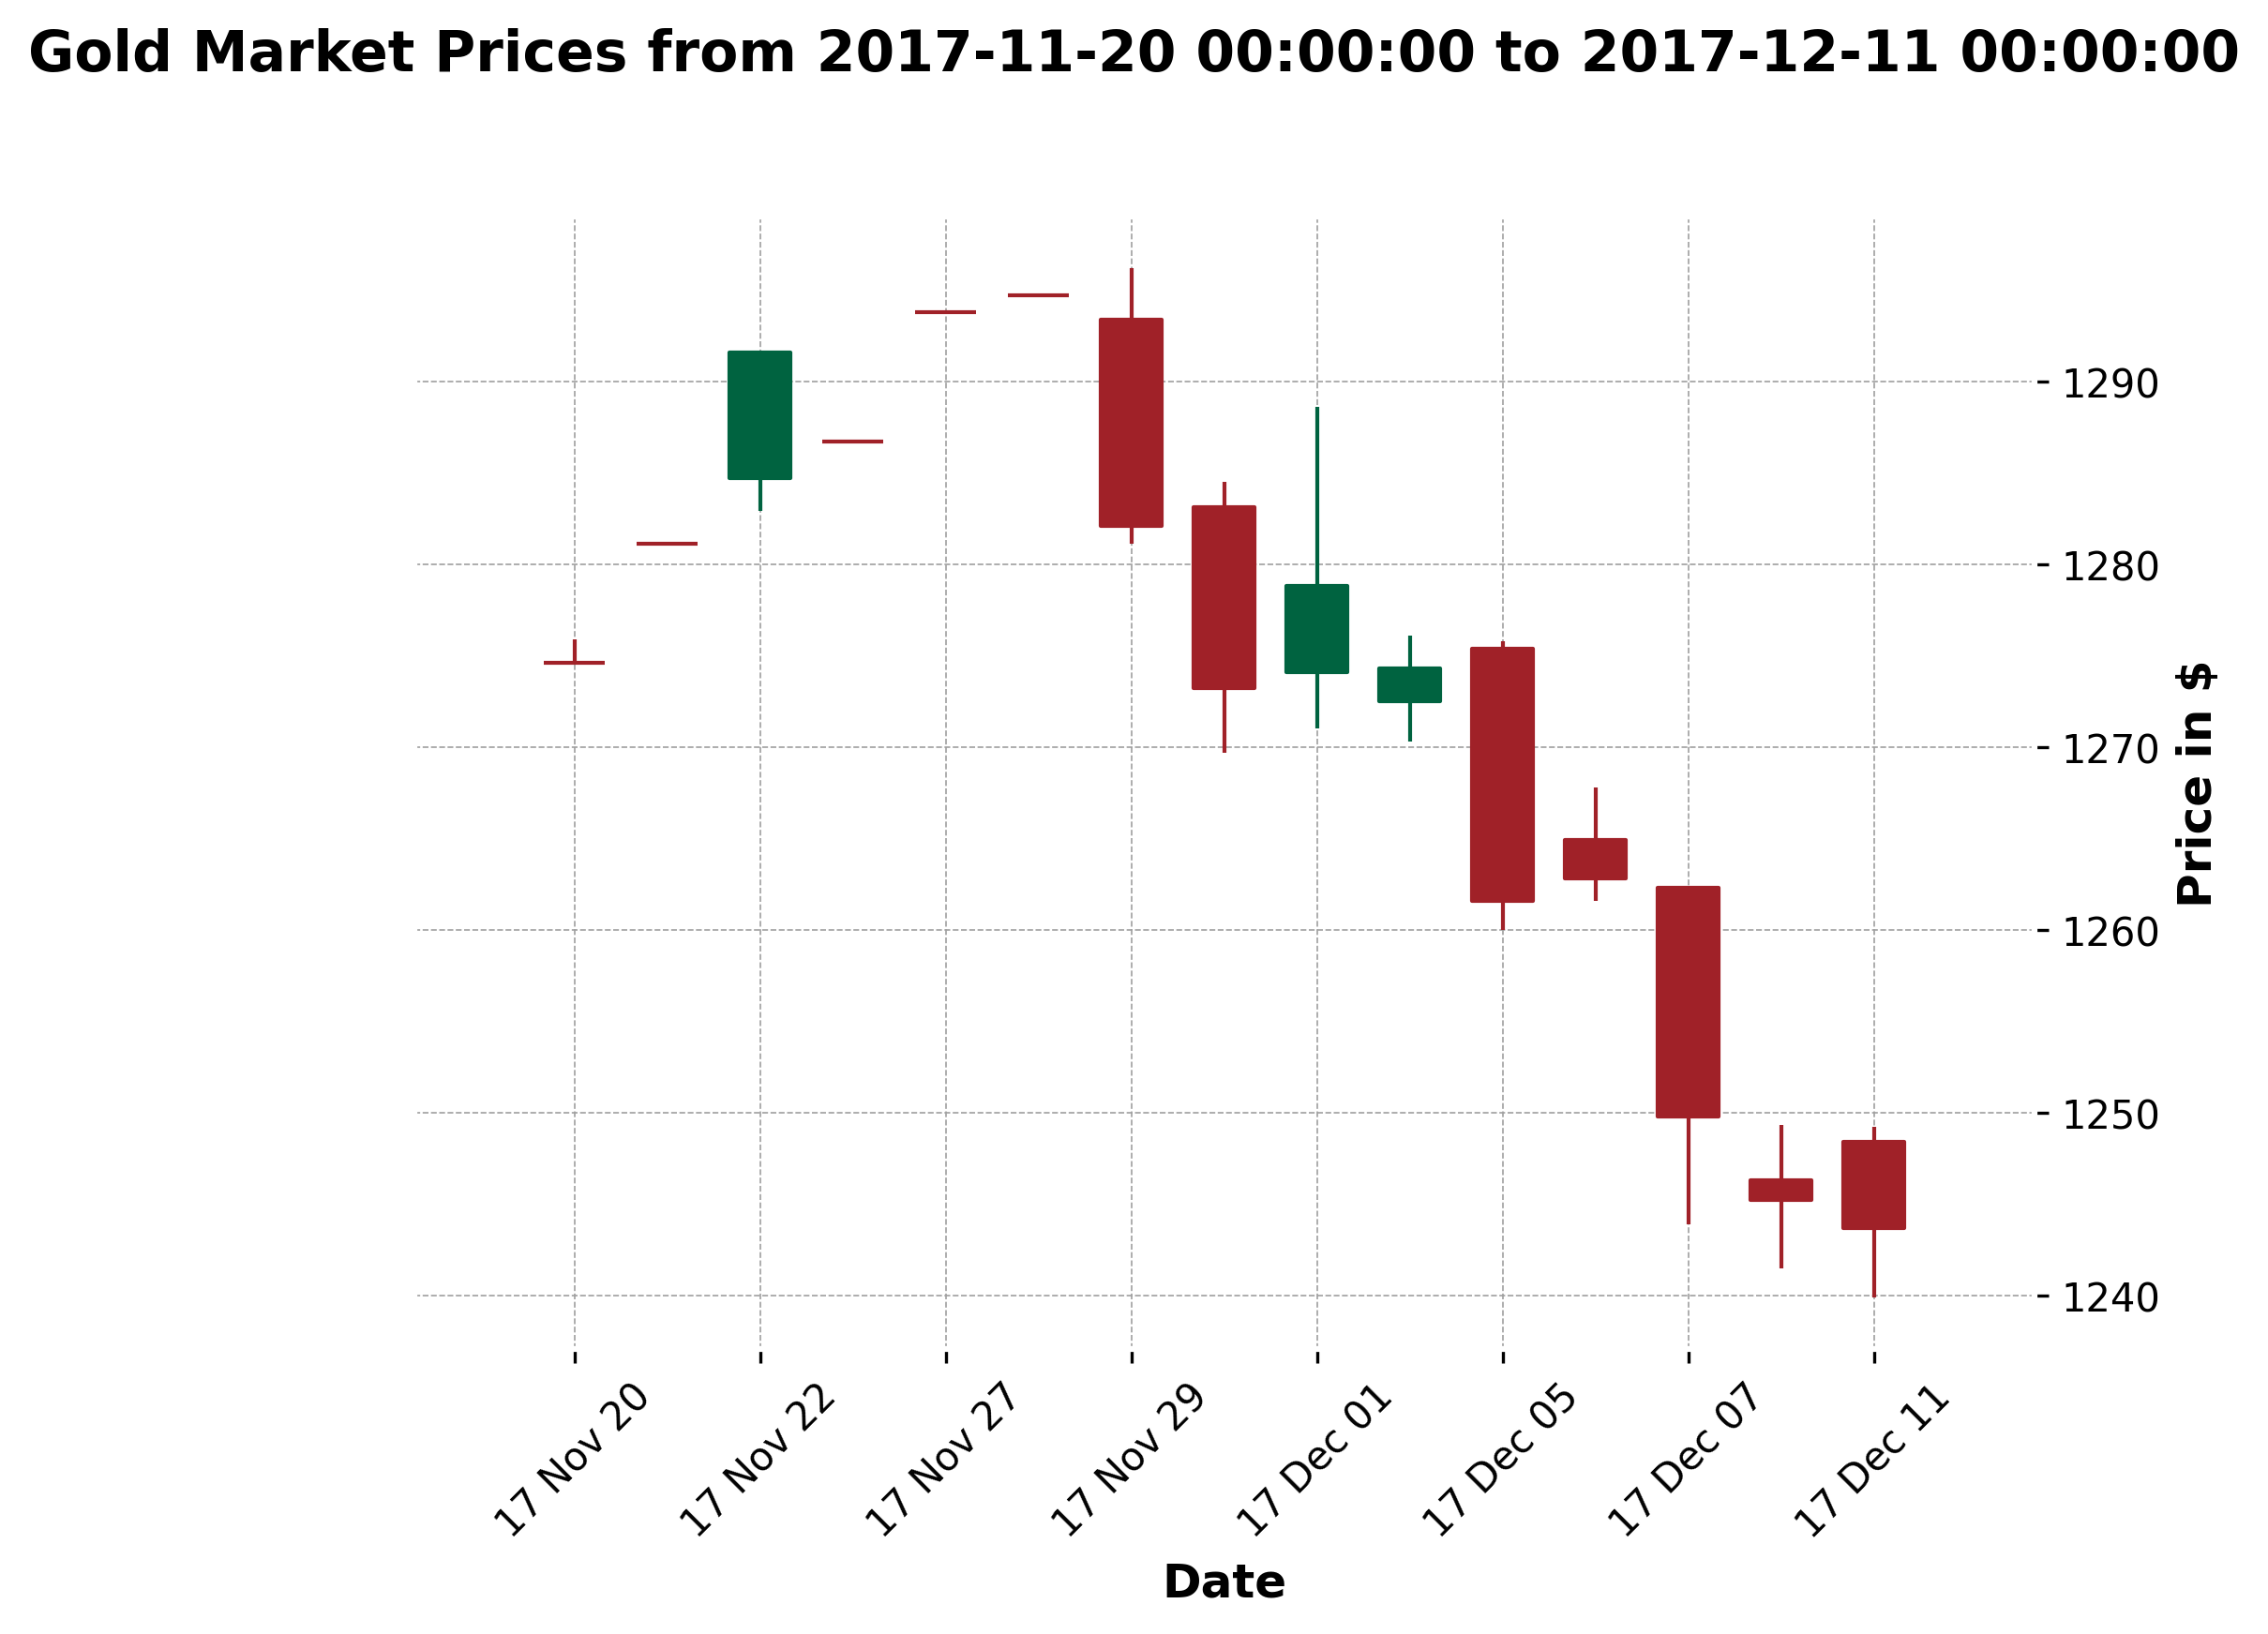 Gold Market Prices from 2017-11-20 00:00:00 to 2017-12-11 00:00:00
1290
1280
1270
1260
1250
1240
Price in $
17 Nov 20
17 Nov 22
17 Nov 27
17 Nov 29
17 Dec 01
17 Dec 05
17 Dec 07
17 Dec 11
Date